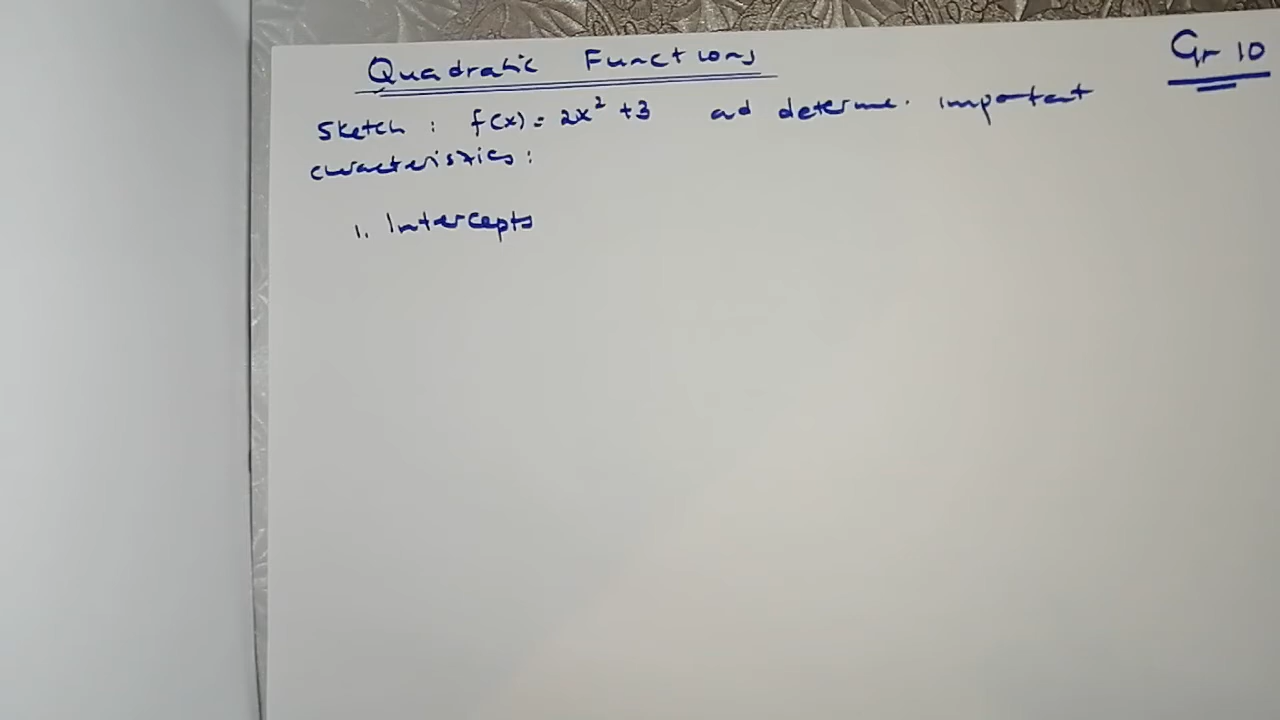 Quadratic Functions
Gr 10
Sketch : f(x) = 2x² + 3 and determine important
characteristics :
1. Intercepts